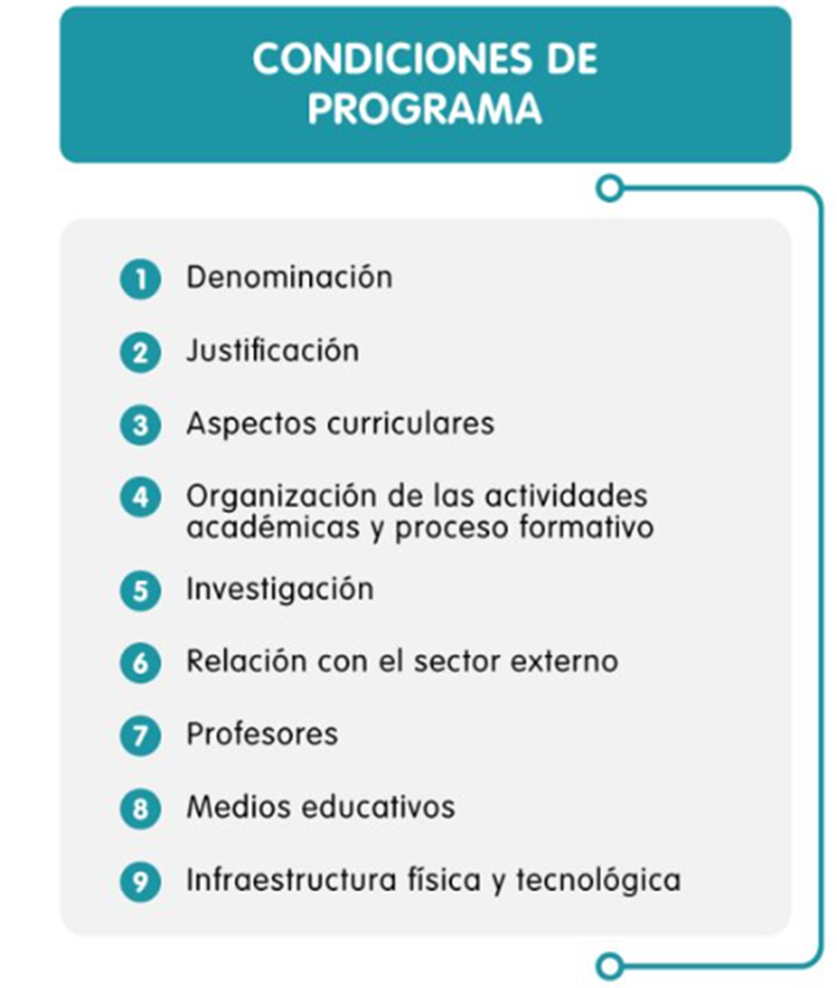 CONDICIONES DE
PROGRAMA
1 Denominación
2 Justificación
3 Aspectos curriculares
4 Organización de las actividades
académicas y proceso formativo
5 Investigación
6 Relación con el sector externo
7 Profesores
8 Medios educativos
9 Infraestructura física y tecnológica